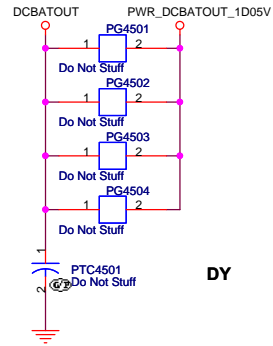 DCBATOUT PWR_DCBATOUT_1D05V
PG4501
1 2
Do Not Stuff
PG4502
1 2
Do Not Stuff
PG4503
1 2
Do Not Stuff
PG4504
1 2
Do Not Stuff
1
PTC4501
2 Do Not Stuff
DY